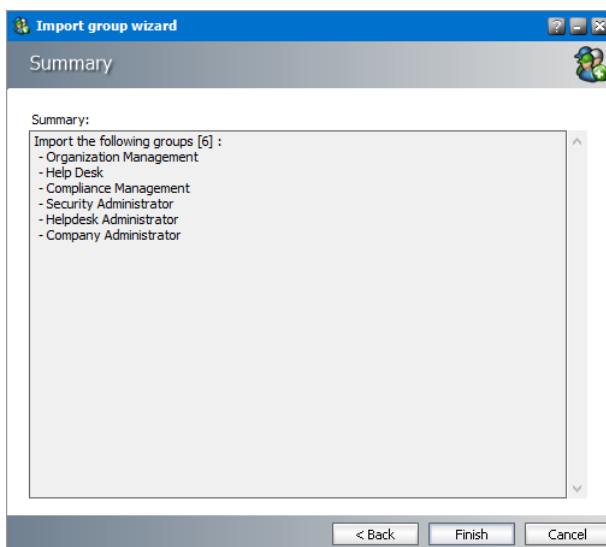 Import group wizard
Summary
Summary:
Import the following groups [6] :
- Organization Management
- Help Desk
- Compliance Management
- Security Administrator
- Helpdesk Administrator
- Company Administrator
< Back Finish Cancel